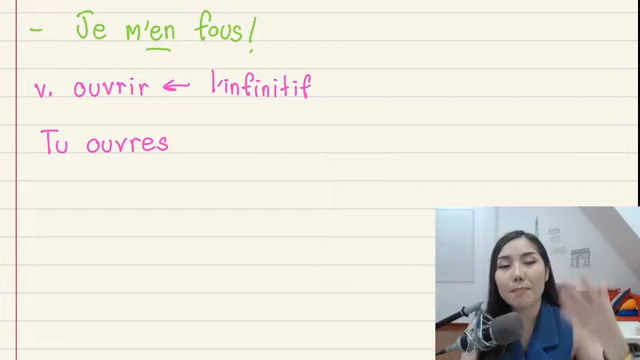 - Je m'en fous!
v. ouvrir ← l'infinitif
Tu ouvres